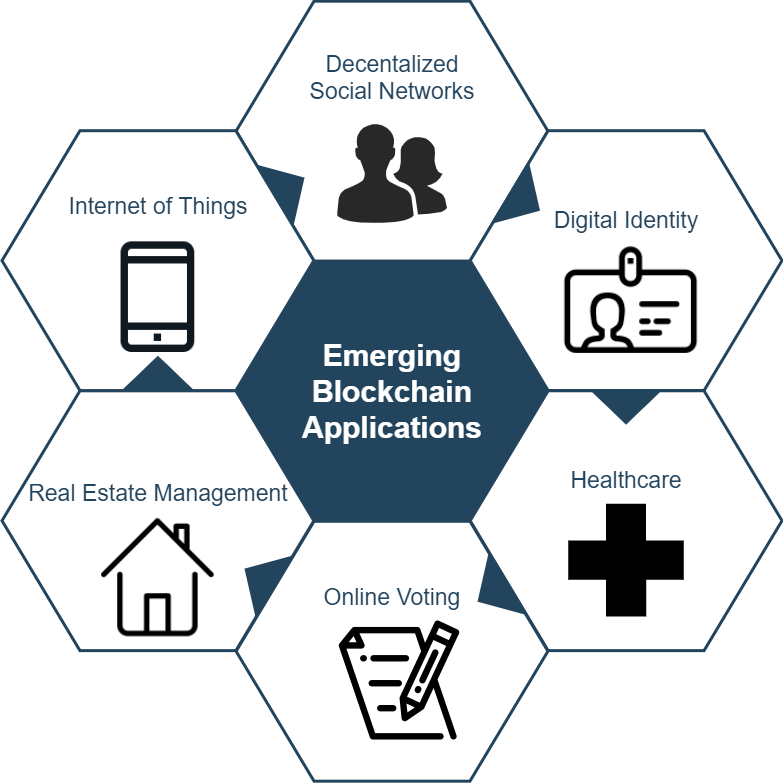 Decentalized
Social Networks
Internet of Things
Digital Identity
Emerging
Blockchain
Applications
Healthcare
Real Estate Management
Online Voting